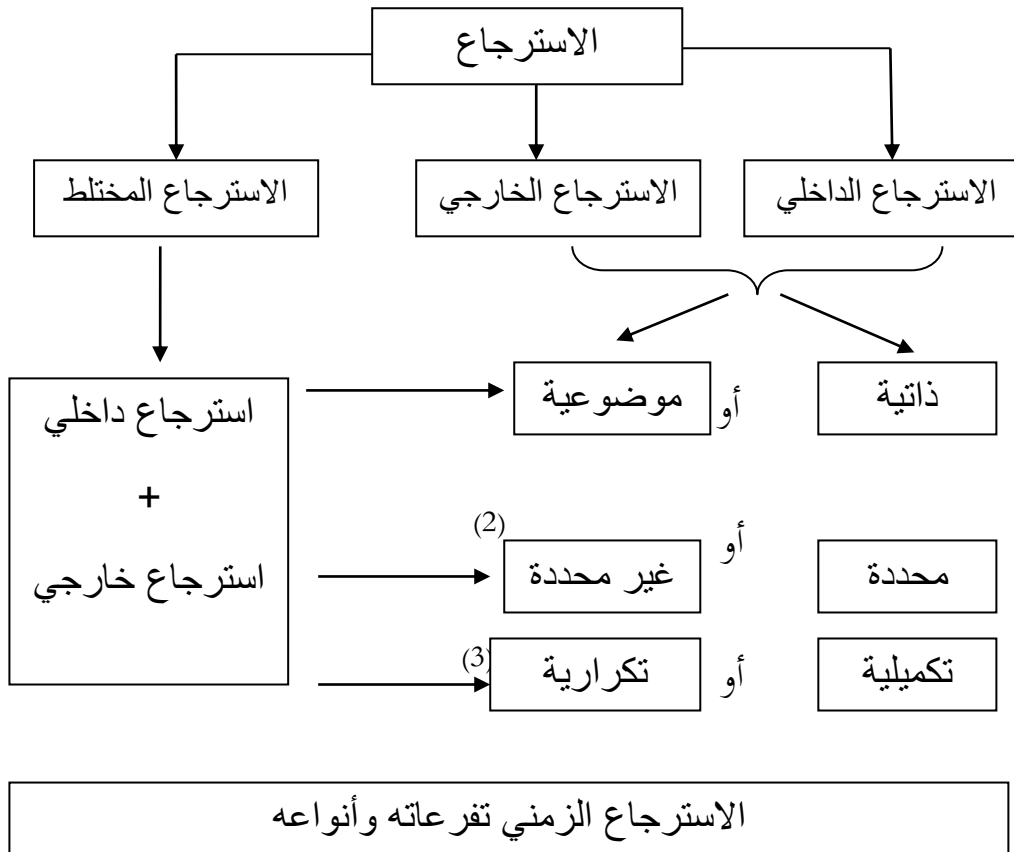 الاسترجاع
الاسترجاع الداخلي
الاسترجاع الخارجي
الاسترجاع المختلط
ذاتية
أو
موضوعية
استرجاع داخلي
+
استرجاع خارجي
محددة
أو
غير محددة
(2)
تكميلية
أو
تكرارية
(3)
الاسترجاع الزمني تفرعاته وأنواعه